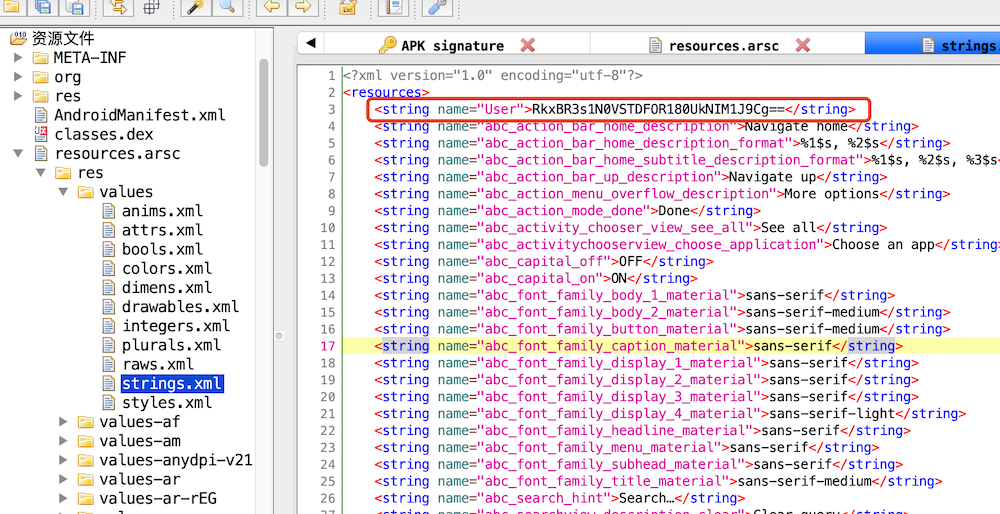 资源文件
META-INF
org
res
AndroidManifest.xml
classes.dex
resources.arsc
res
values
anims.xml
attrs.xml
bools.xml
colors.xml
dimens.xml
drawables.xml
integers.xml
plurals.xml
raws.xml
strings.xml
styles.xml
values-af
values-am
values-anydpi-v21
values-ar
values-ar-rEG
APK signature
resources.arsc
strings.
1 <?xml version="1.0" encoding="utf-8"?>
2 <resources>
3 <string name="User">RkxBR3s1N0VSTDFOR180UkNIM1J9Cg==</string>
4 <string name="abc_action_bar_home_description">Navigate home</string>
5 <string name="abc_action_bar_home_description_format">%1$s, %2$s</string>
6 <string name="abc_action_bar_home_subtitle_description_format">%1$s, %2$s, %3$s<
7 <string name="abc_action_bar_up_description">Navigate up</string>
8 <string name="abc_action_menu_overflow_description">More options</string>
9 <string name="abc_action_mode_done">Done</string>
10 <string name="abc_activity_chooser_view_see_all">See all</string>
11 <string name="abc_activitychooserview_choose_application">Choose an app</string>
12 <string name="abc_capital_off">OFF</string>
13 <string name="abc_capital_on">ON</string>
14 <string name="abc_font_family_body_1_material">sans-serif</string>
15 <string name="abc_font_family_body_2_material">sans-serif-medium</string>
16 <string name="abc_font_family_button_material">sans-serif-medium</string>
17 <string name="abc_font_family_caption_material">sans-serif</string>
18 <string name="abc_font_family_display_1_material">sans-serif</string>
19 <string name="abc_font_family_display_2_material">sans-serif</string>
20 <string name="abc_font_family_display_3_material">sans-serif</string>
21 <string name="abc_font_family_display_4_material">sans-serif-light</string>
22 <string name="abc_font_family_headline_material">sans-serif</string>
23 <string name="abc_font_family_menu_material">sans-serif</string>
24 <string name="abc_font_family_subhead_material">sans-serif</string>
25 <string name="abc_font_family_title_material">sans-serif-medium</string>
26 <string name="abc_search_hint">Search…</string>
27 <string name="abc_searchview_description_clear">Clear query</string>